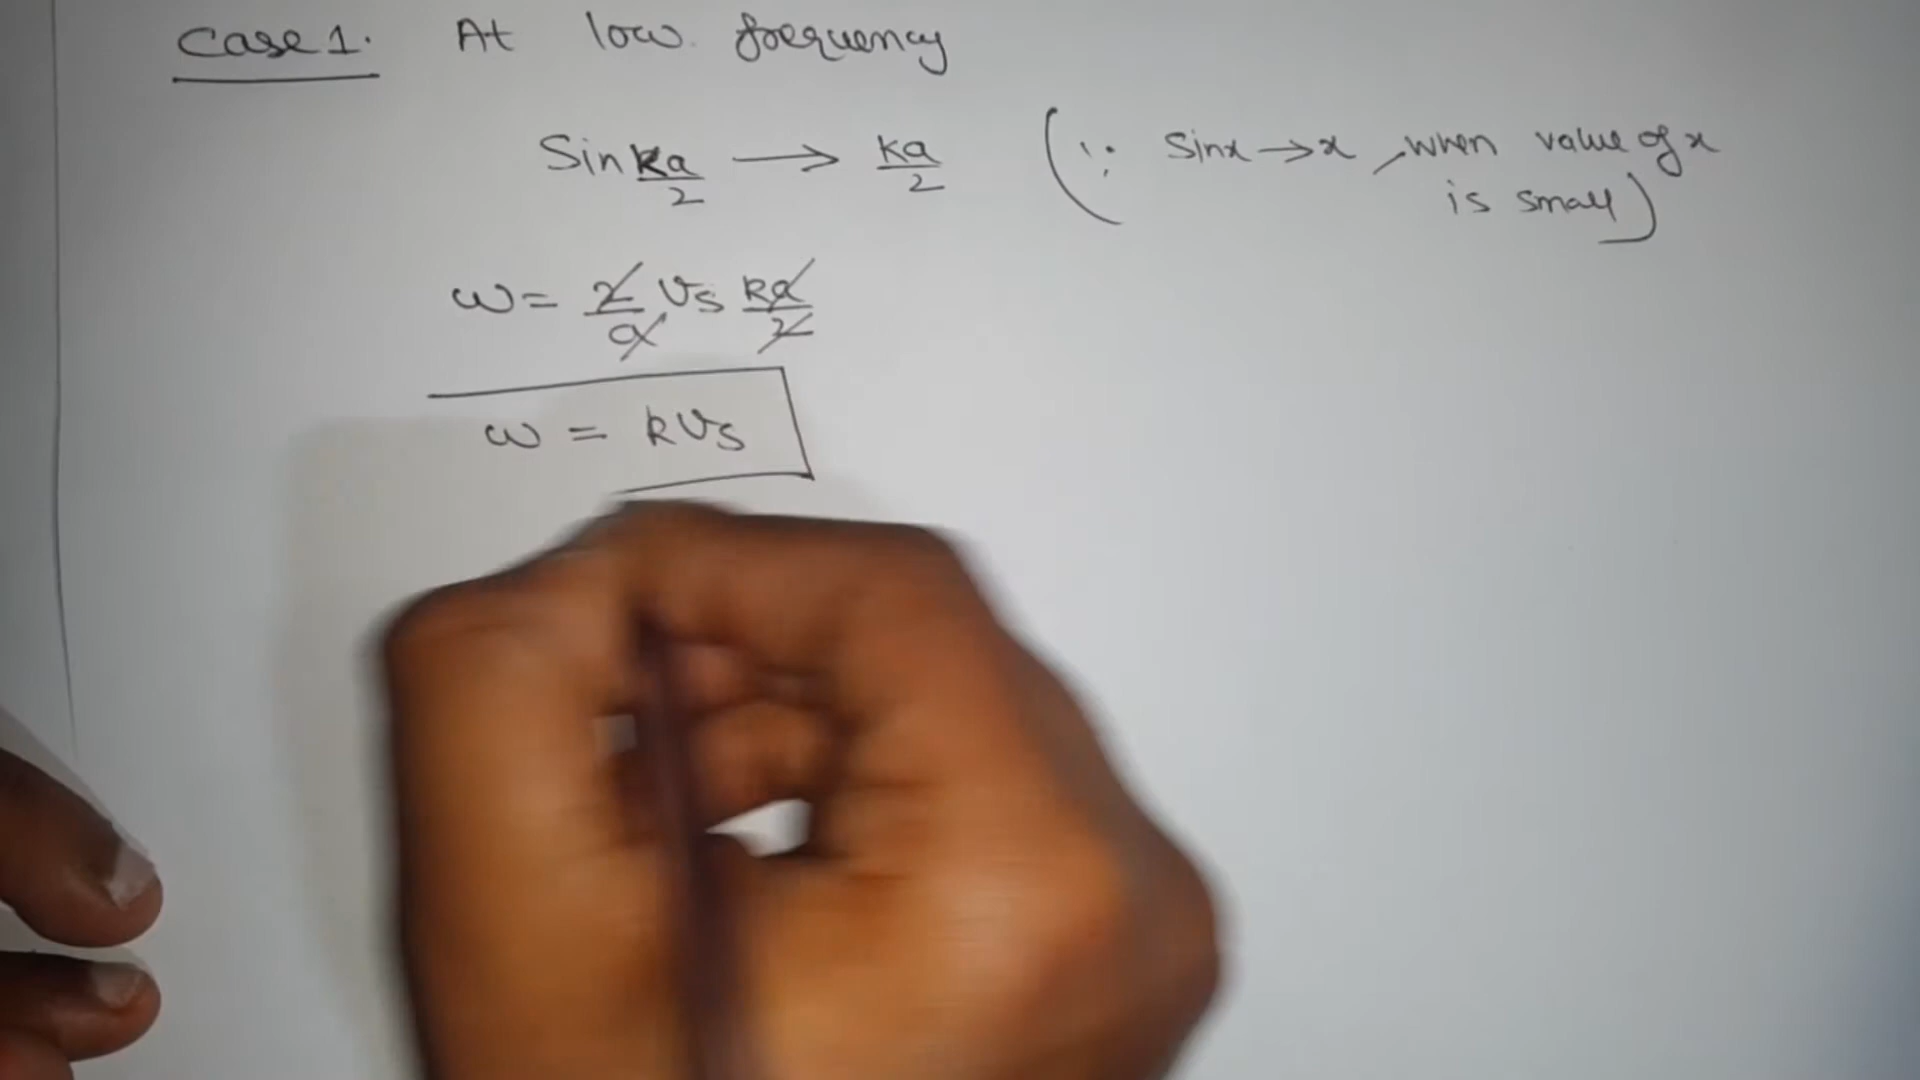 Case 1. At low frequency
Sin ka/2 → ka/2 (∵ Sinx → x, when value of x
is small)
ω = 2/a Vs ka/2
ω = kVs